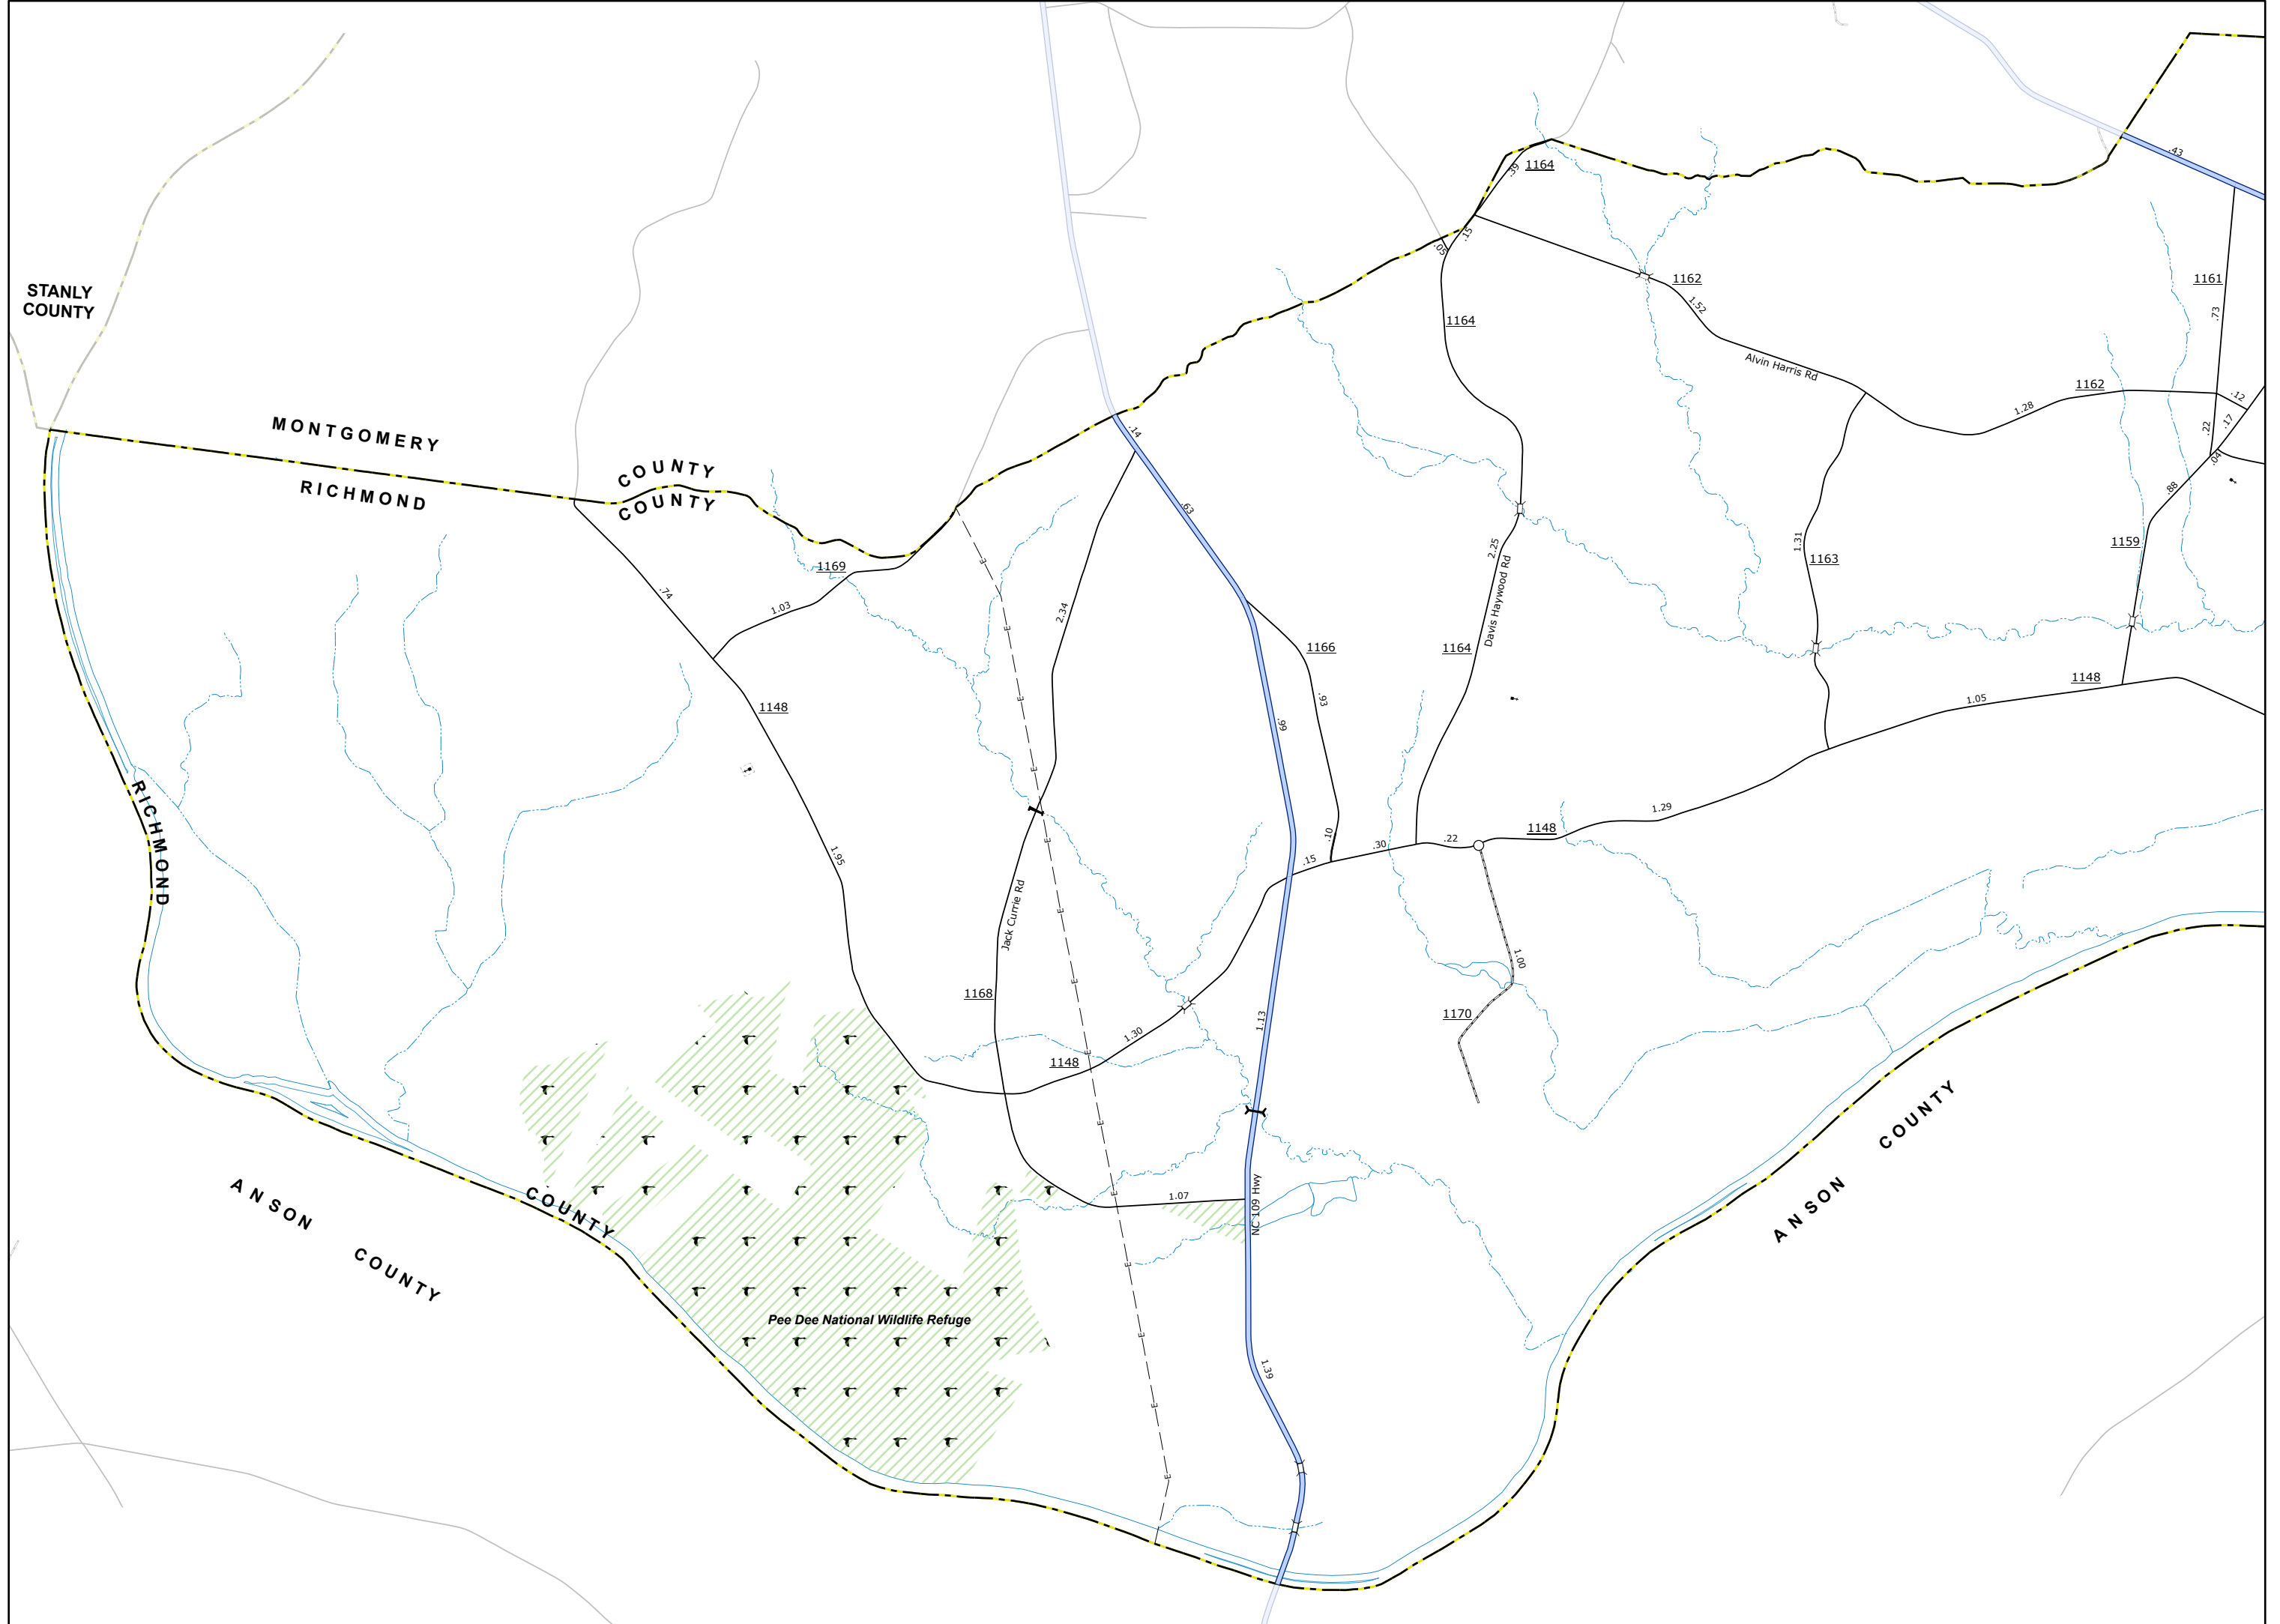 .43
1164
.39
.15
.05
1162
1161
1.52
STANLY
COUNTY
.73
1164
Alvin Harris Rd
1162
.12
1.28
.17
.22
MONTGOMERY
.14
.04
COUNTY
RICHMOND
COUNTY
.88
.63
1159
2.25
1.31
1163
1169
.74
1.03
2.34
Davis Haywood Rd
1166
1164
1148
.93
1.05
1148
.99
RICHMOND
1.29
1148
.10
.22
.30
.15
1.95
Jack Currie Rd
1.00
1168
1170
1.13
1.30
1148
COUNTY
ANSON
COUNTY
1.07
NC 109 Hwy
ANSON
COUNTY
Pee Dee National Wildlife Refuge
1.39
E
E
E
E
E
E
E
E
E
E
E
E
E
E